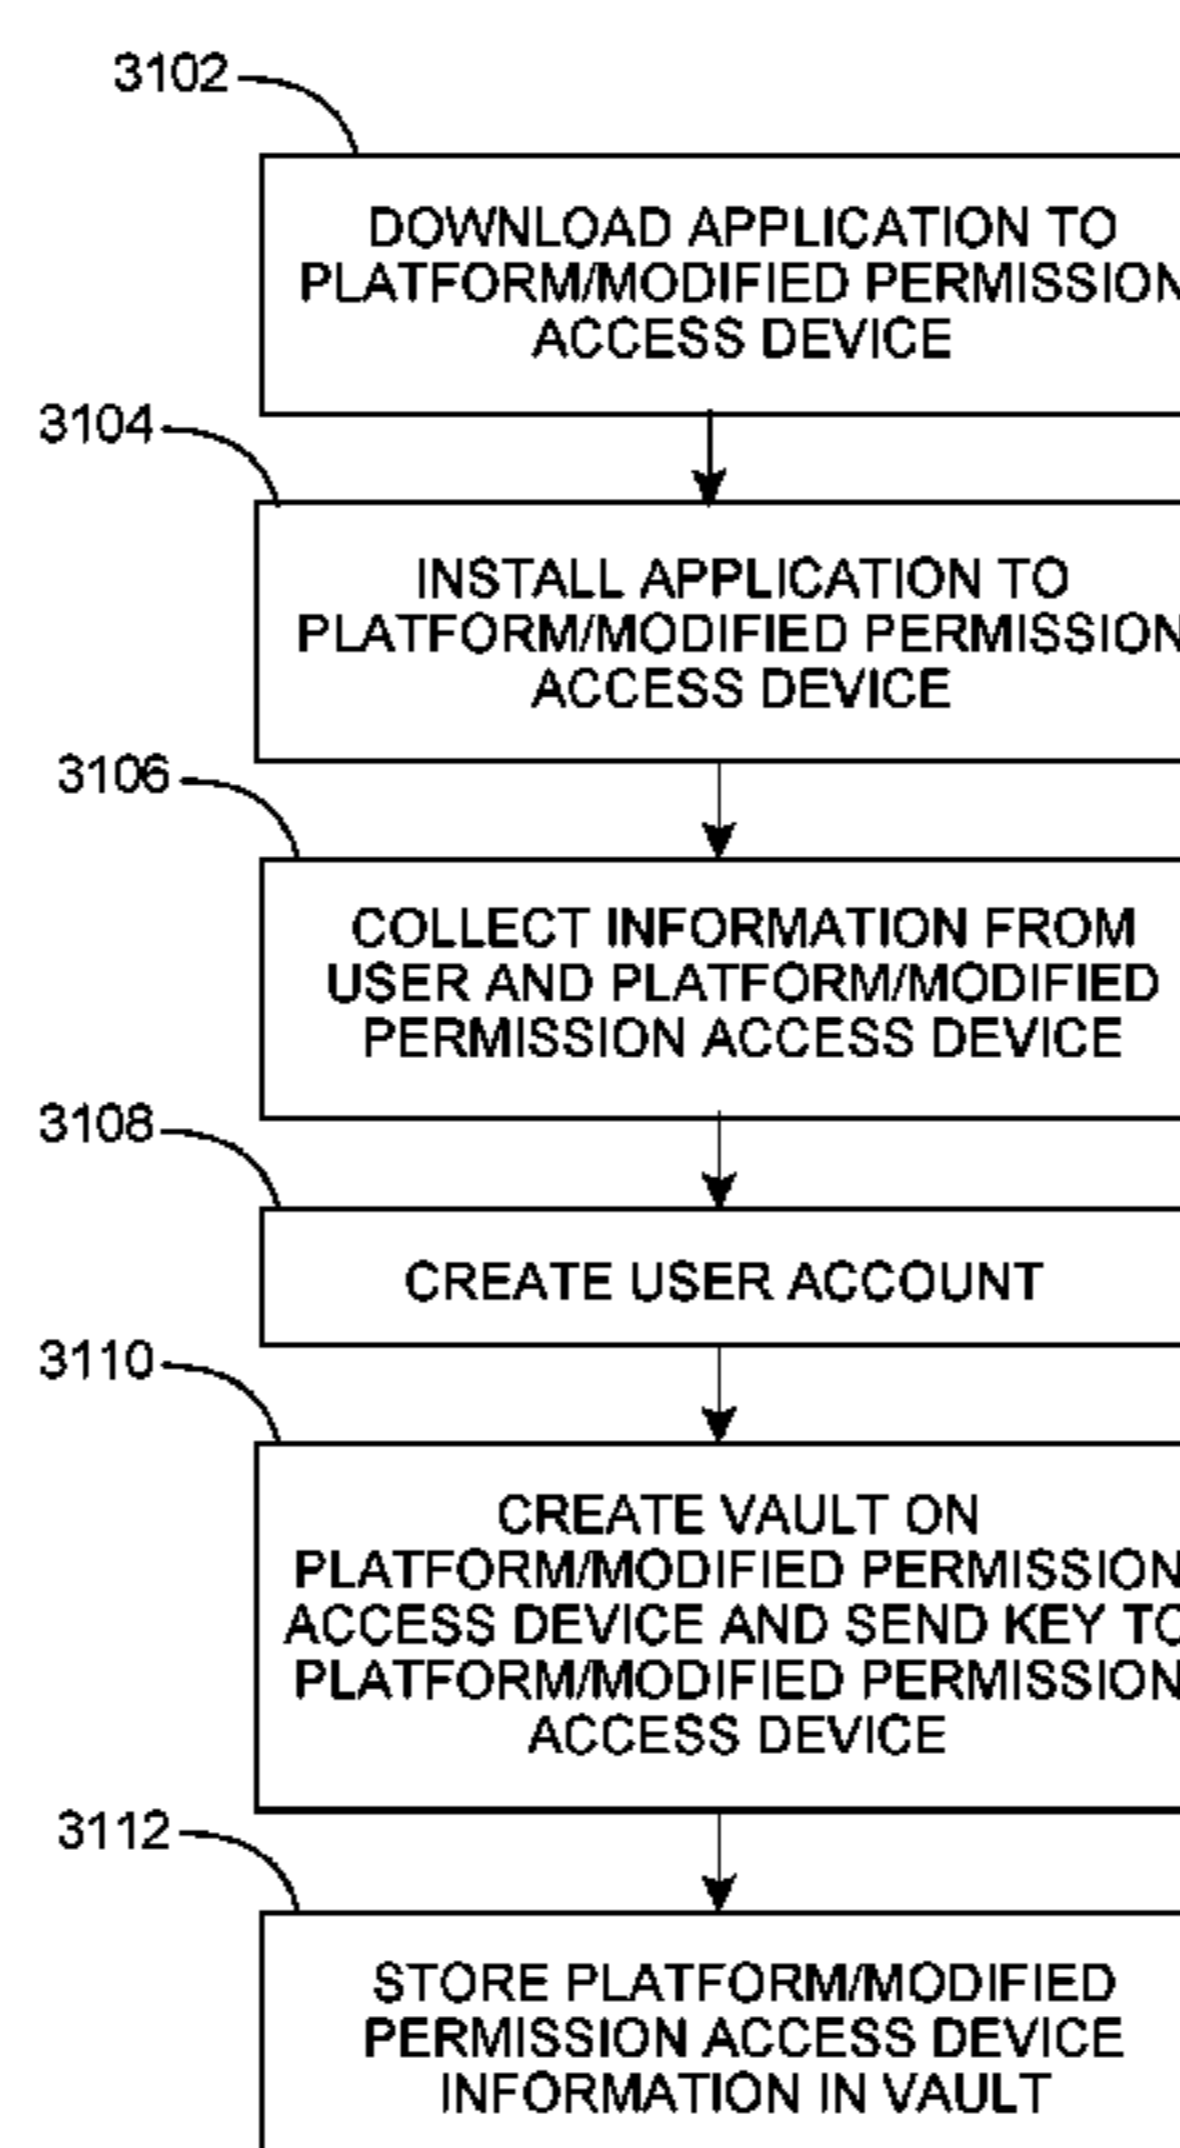 3102
DOWNLOAD APPLICATION TO
PLATFORM/MODIFIED PERMISSION
ACCESS DEVICE
3104
INSTALL APPLICATION TO
PLATFORM/MODIFIED PERMISSION
ACCESS DEVICE
3106
COLLECT INFORMATION FROM
USER AND PLATFORM/MODIFIED
PERMISSION ACCESS DEVICE
3108
CREATE USER ACCOUNT
3110
CREATE VAULT ON
PLATFORM/MODIFIED PERMISSION
ACCESS DEVICE AND SEND KEY TO
PLATFORM/MODIFIED PERMISSION
ACCESS DEVICE
3112
STORE PLATFORM/MODIFIED
PERMISSION ACCESS DEVICE
INFORMATION IN VAULT